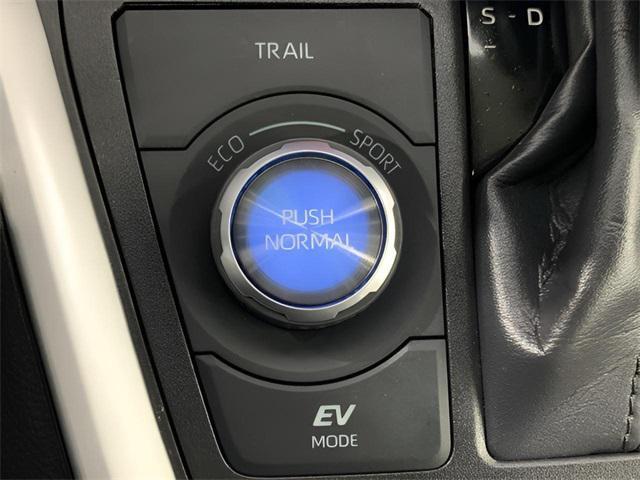 S - D
TRAIL
ECO
SPORT
PUSH
NORMAL
EV
MODE